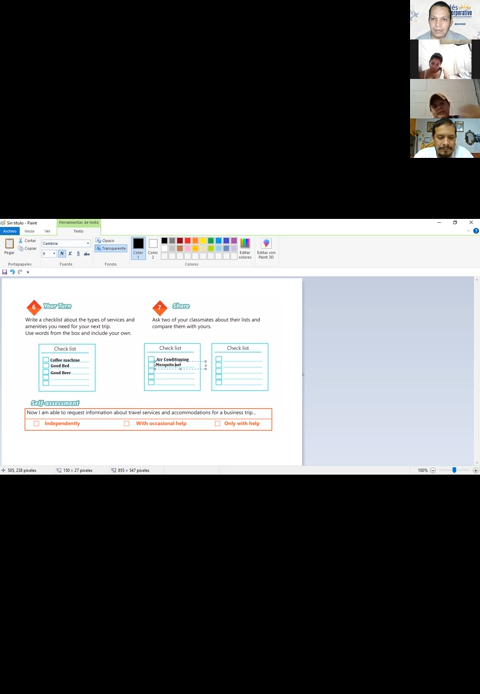 corporativo
Sin título - Paint
Herramientas de texto
Archivo
Inicio
Ver
Texto
Pegar
Cortar
Copiar
Cambria
N
K
S
abc
Opaco
Transparente
Color 1
Color 2
Editar colores
Editar con Paint 3D
Portapapeles
Fuente
Fondo
Colores
6 Your Turn
Write a checklist about the types of services and
amenities you need for your next trip.
Use words from the box and include your own.
Check list
Coffee machine
Good Bed
Good Beer
7 Share
Ask two of your classmates about their lists and
compare them with yours.
Check list
Air Conditioning
Mosquito net
Check list
Self-assessment
Now I am able to request information about travel services and accommodations for a business trip...
Independently
With occasional help
Only with help
505, 238 píxeles
150 × 27 píxeles
855 × 547 píxeles
100%